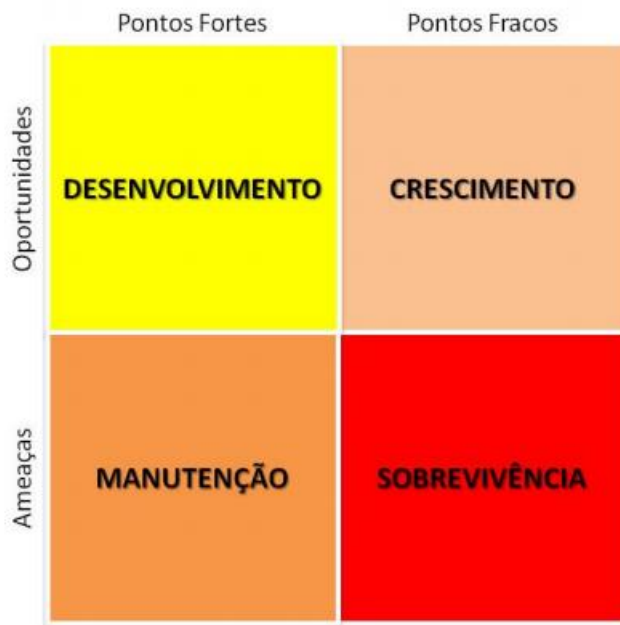 Pontos Fortes
Pontos Fracos
Oportunidades
DESENVOLVIMENTO
CRESCIMENTO
Ameaças
MANUTENÇÃO
SOBREVIVÊNCIA